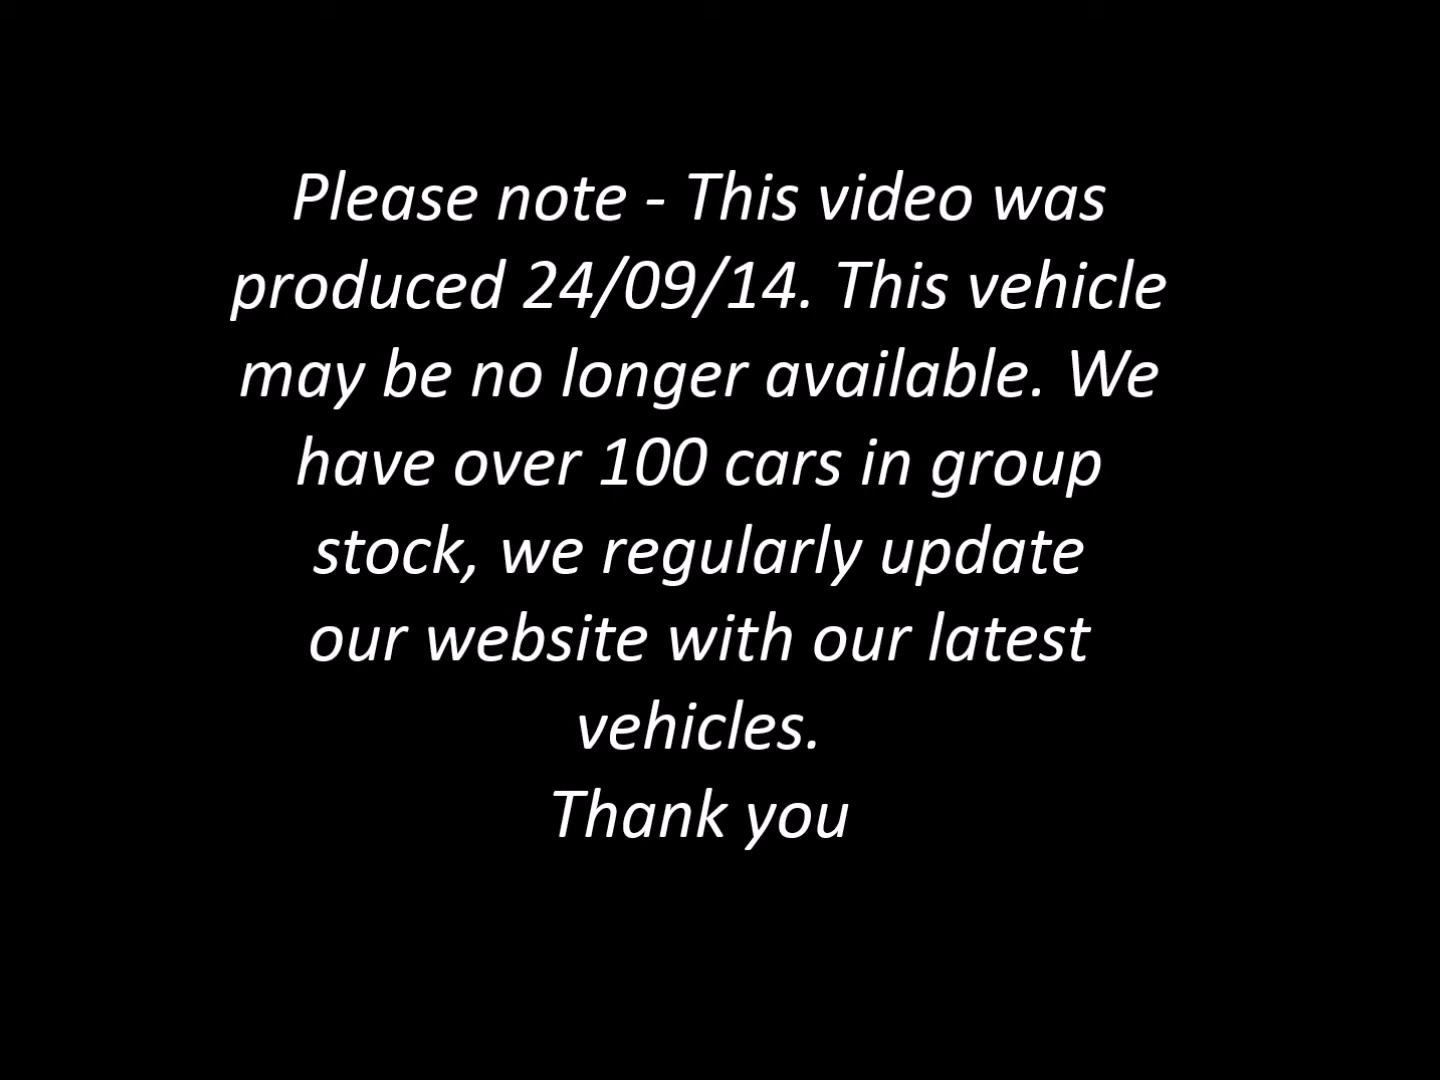 Please note - This video was
produced 24/09/14. This vehicle
may be no longer available. We
have over 100 cars in group
stock, we regularly update
our website with our latest
vehicles.
Thank you